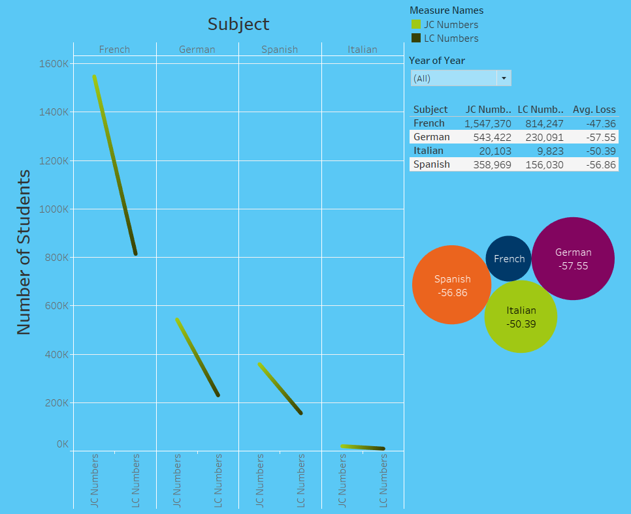 Subject
French German Spanish Italian
Number of Students
1600K
1400K
1200K
1000K
800K
600K
400K
200K
0K
JC Numbers LC Numbers JC Numbers LC Numbers JC Numbers LC Numbers JC Numbers LC Numbers
Measure Names
JC Numbers
LC Numbers
Year of Year
(All)
Subject JC Numb.. LC Numb.. Avg. Loss
French 1,547,370 814,247 -47.36
German 543,422 230,091 -57.55
Italian 20,103 9,823 -50.39
Spanish 358,969 156,030 -56.86
German
-57.55
French
Spanish
-56.86
Italian
-50.39